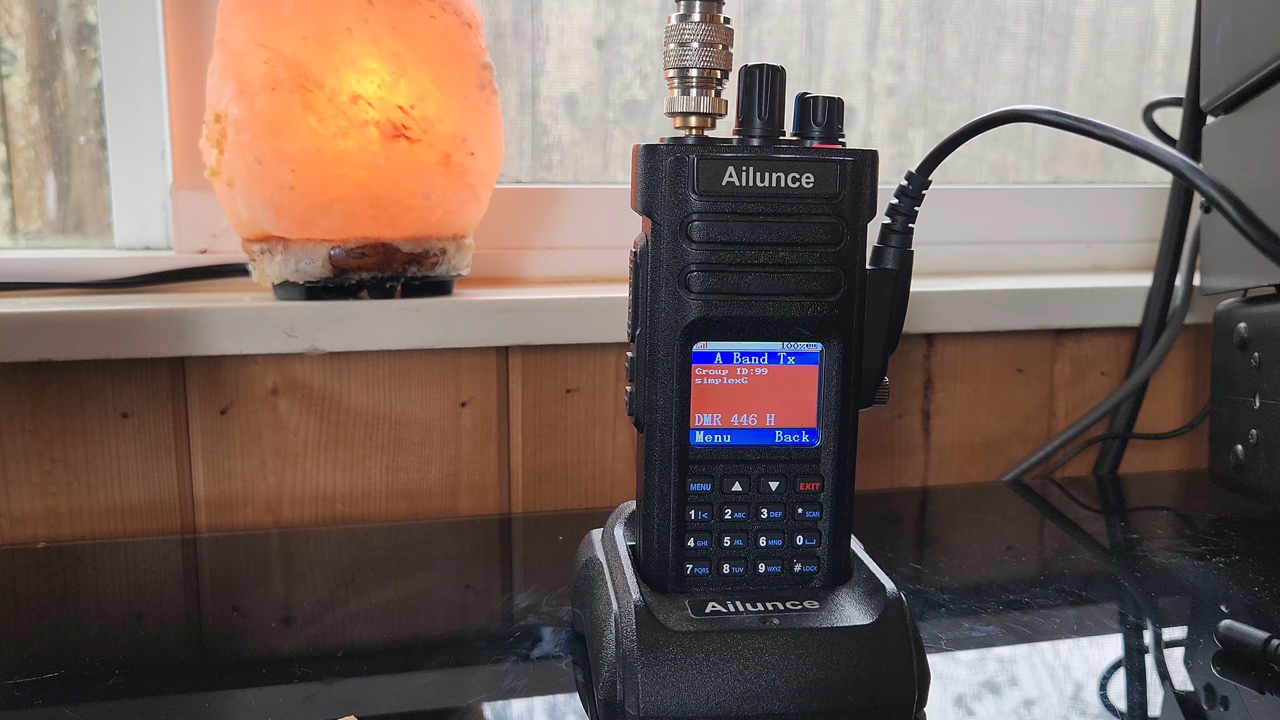 Ailunce
100%
A Band Tx
Group ID:99
simplexG
DMR 446 H
Menu Back
MENU ▲ ▼ EXIT
1 2 ABC 3 DEF * SCAN
4 GHI 5 JKL 6 MNO 0
7 PQRS 8 TUV 9 WXYZ # LOCK
Ailunce